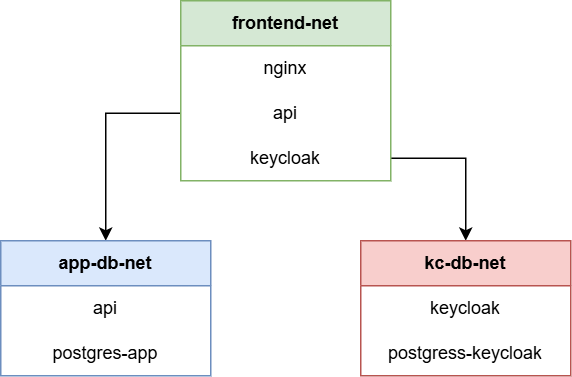 frontend-net
nginx
api
keycloak
app-db-net
api
postgres-app
kc-db-net
keycloak
postgress-keycloak